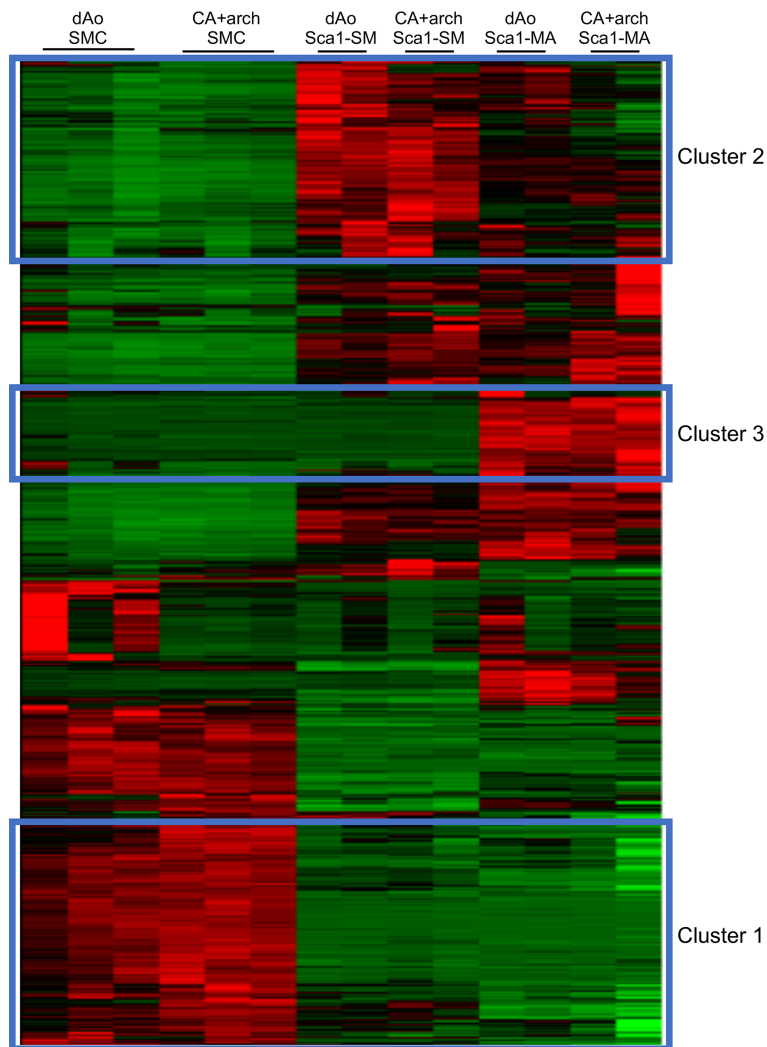 dAo CA+arch dAo CA+arch dAo CA+arch
SMC SMC Sca1-SM Sca1-SM Sca1-MA Sca1-MA
Cluster 2
Cluster 3
Cluster 1